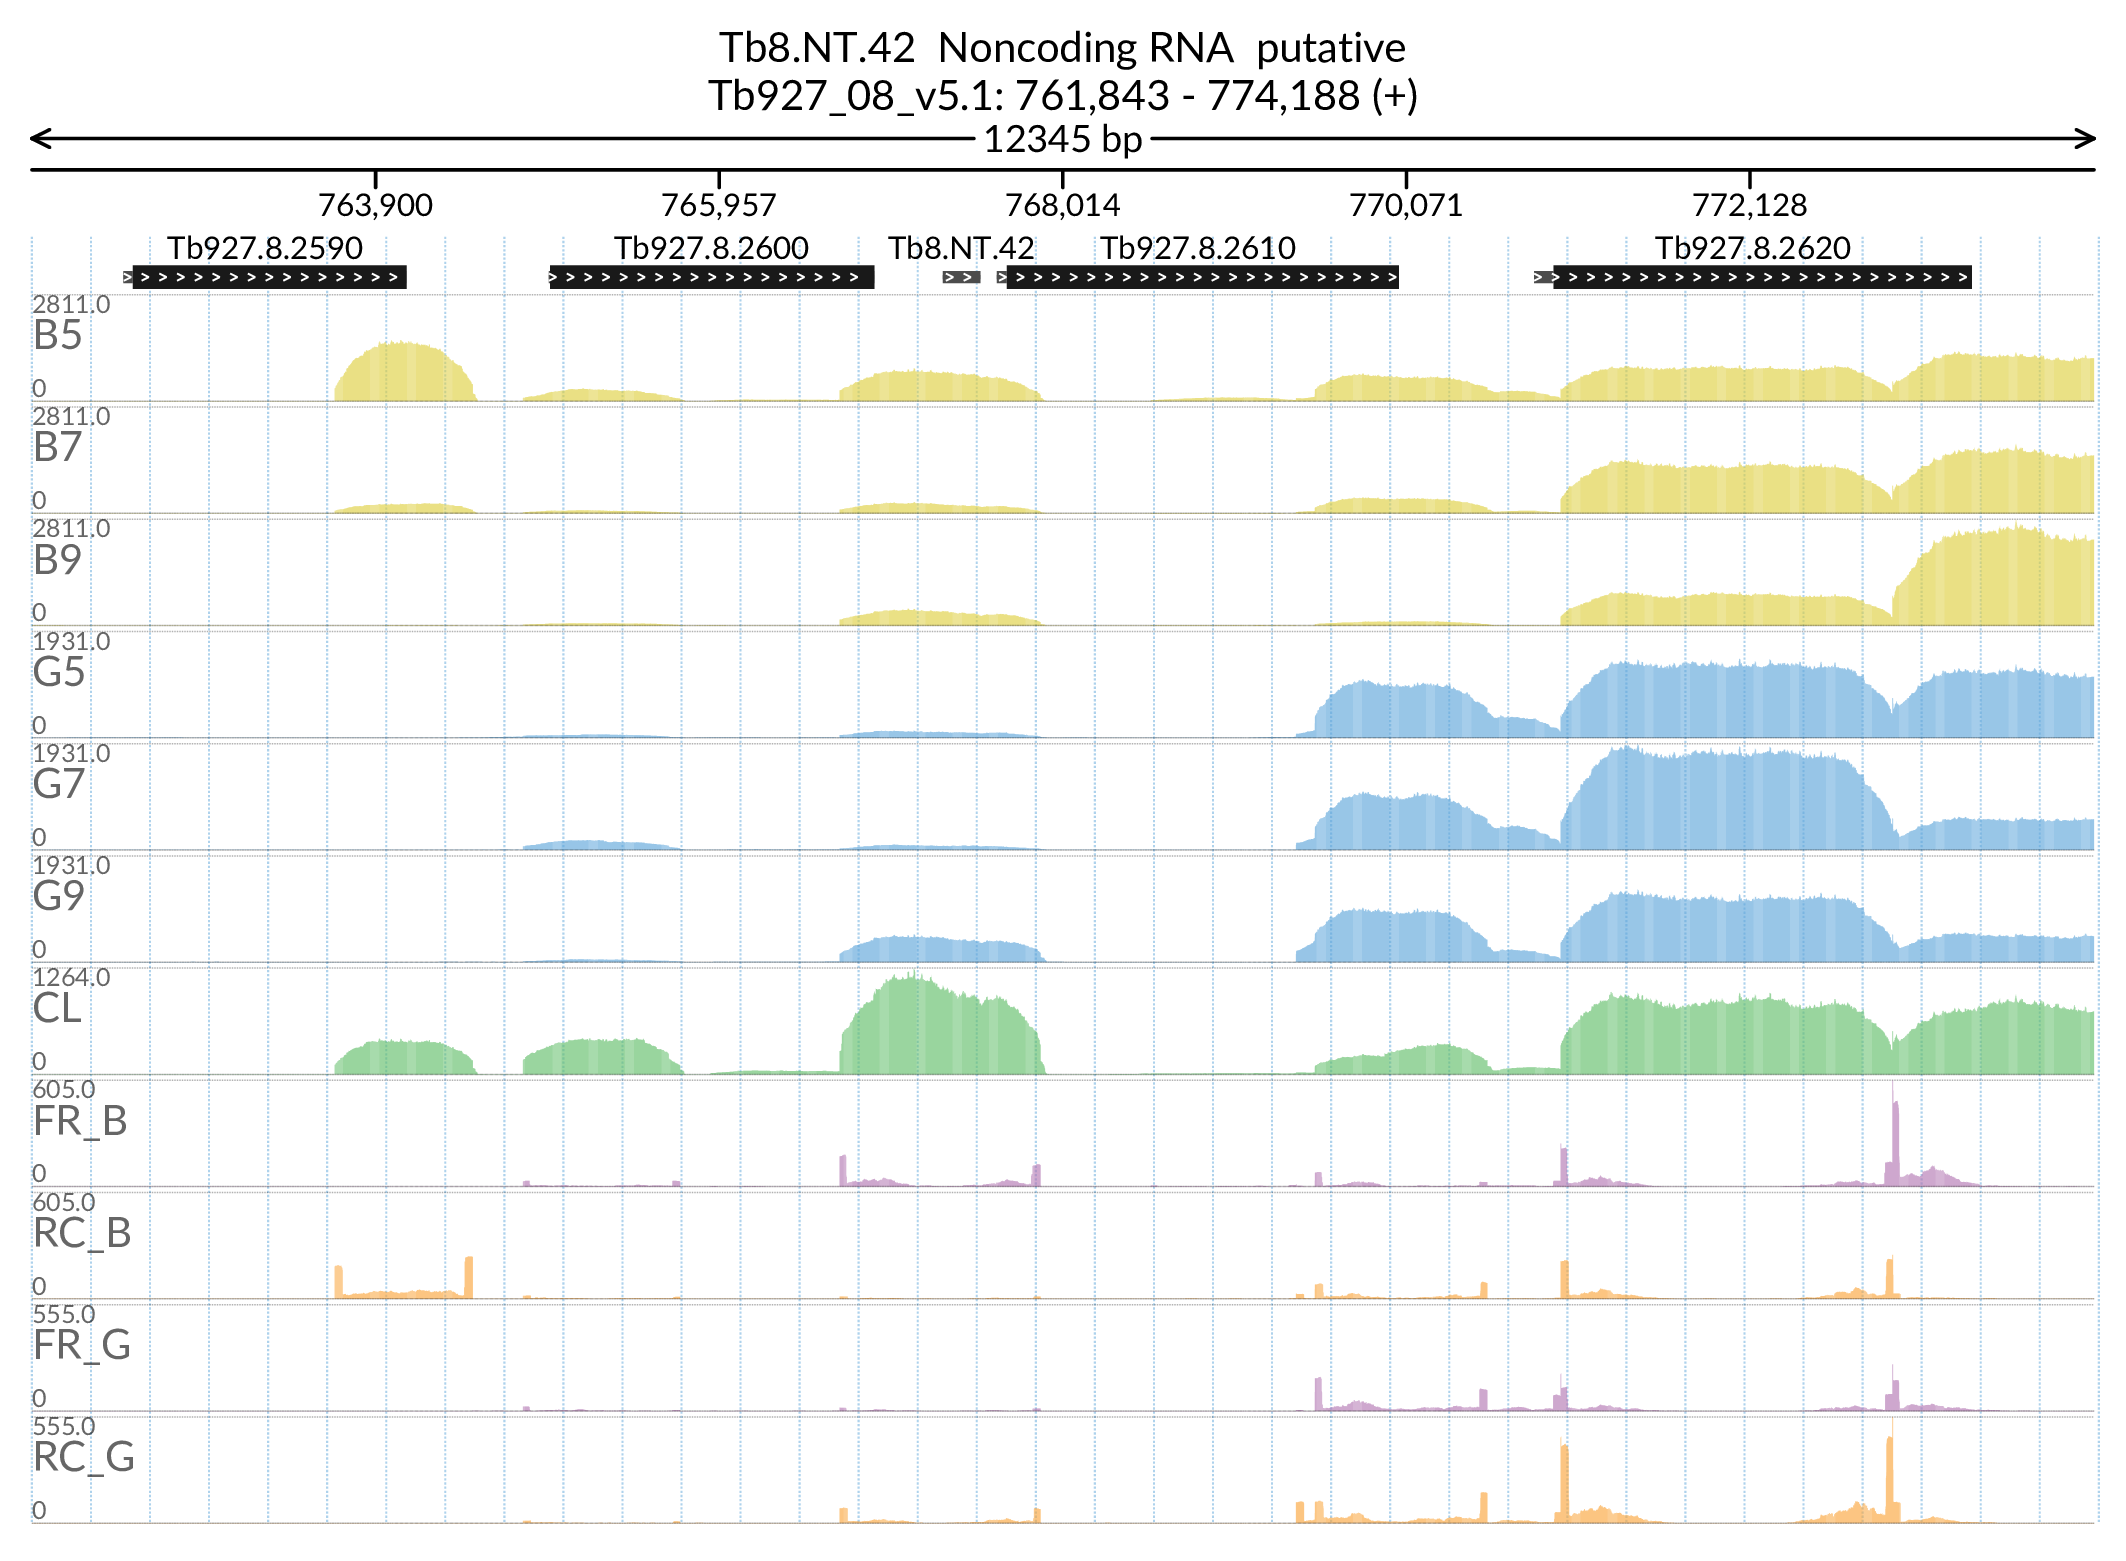 Tb8.NT.42 Noncoding RNA putative
Tb927_08_v5.1: 761,843 - 774,188 (+)
12345 bp
763,900 765,957 768,014 770,071 772,128
Tb927.8.2590 Tb927.8.2600 Tb8.NT.42 Tb927.8.2610 Tb927.8.2620
2811.0
B5
0
2811.0
B7
0
2811.0
B9
0
1931.0
G5
0
1931.0
G7
0
1931.0
G9
0
1264.0
CL
0
605.0
FR_B
0
605.0
RC_B
0
555.0
FR_G
0
555.0
RC_G
0